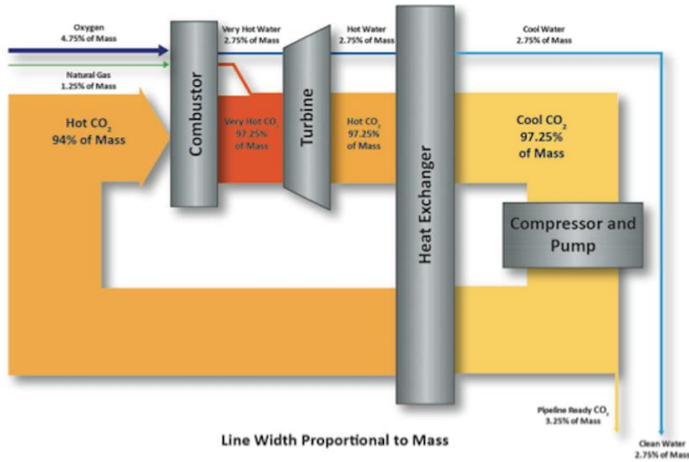 Oxygen
4.75% of Mass
Very Hot Water
2.75% of Mass
Hot Water
2.75% of Mass
Cool Water
2.75% of Mass
Natural Gas
1.25% of Mass
Hot CO2
94% of Mass
Combustor
Very Hot CO2
97.25%
of Mass
Turbine
Hot CO2
97.25%
of Mass
Heat Exchanger
Cool CO2
97.25%
of Mass
Compressor and
Pump
Pipeline Ready CO2
3.25% of Mass
Line Width Proportional to Mass
Clean Water
2.75% of Mass